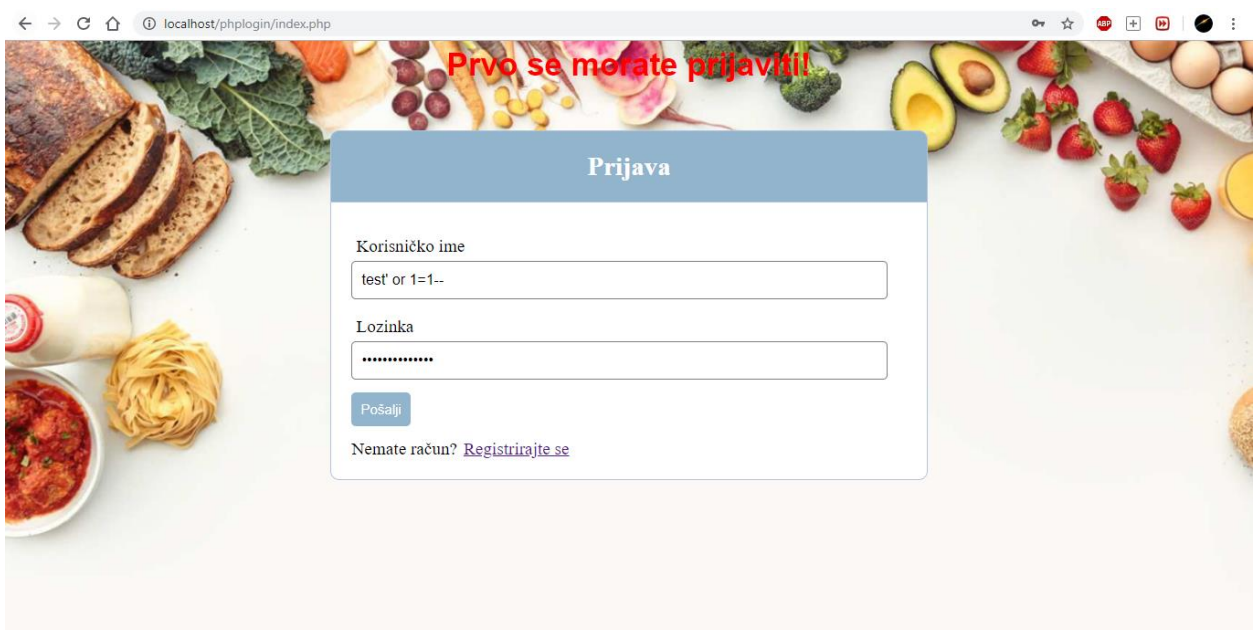 localhost/phplogin/index.php
ABP
Prvo se morate prijaviti!
Prijava
Korisničko ime
test' or 1=1--
Lozinka
••••••••••••••
Pošalji
Nemate račun? Registrirajte se